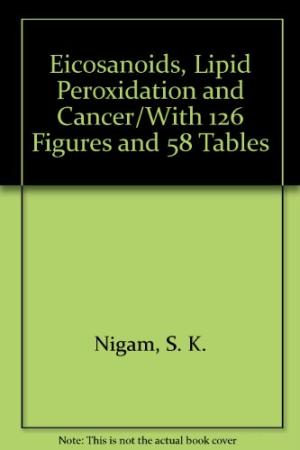 Eicosanoids, Lipid
Peroxidation and
Cancer/With 126
Figures and 58 Tables
Nigam, S. K.
Note: This is not the actual book cover